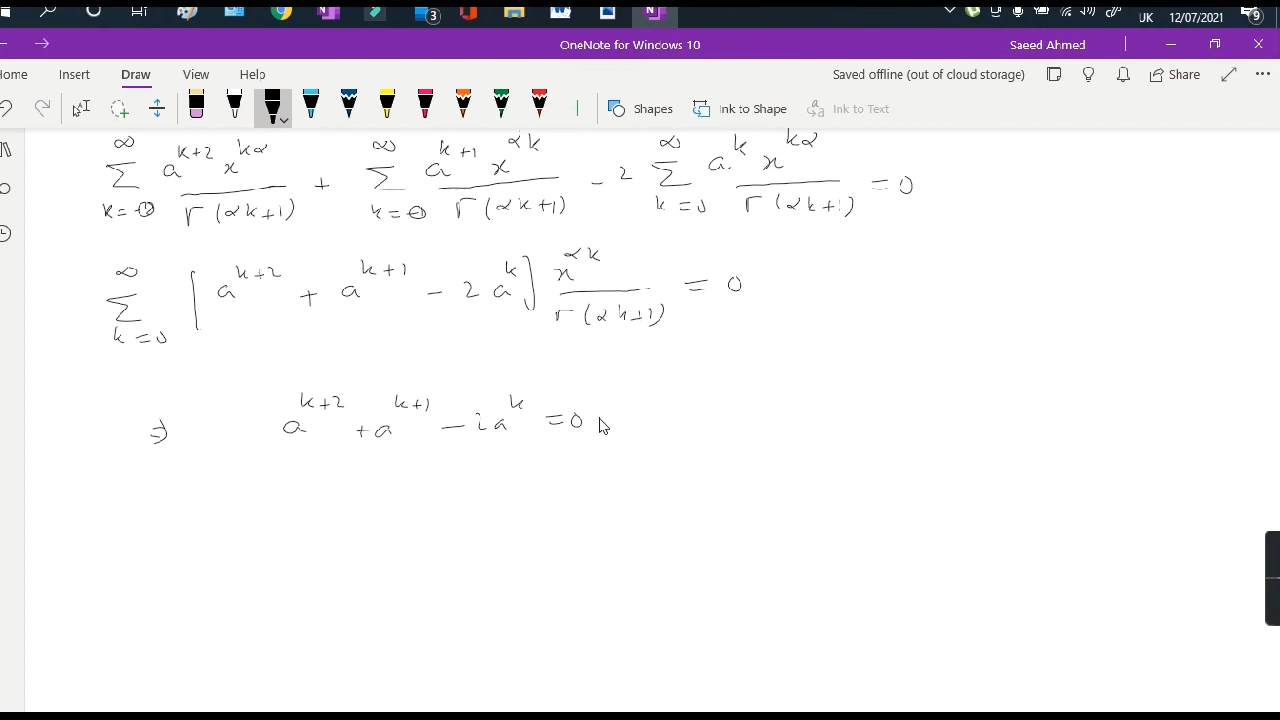 3
UK 12/07/2021 9
OneNote for Windows 10 Saeed Ahmed
Home Insert Draw View Help Saved offline (out of cloud storage) Share
Shapes Ink to Shape Ink to Text
∑_{k=0}^{∞} a^{k+2} x^{kα} / Γ(αk+1) + ∑_{k=0}^{∞} a^{k+1} x^{αk} / Γ(αk+1) - 2 ∑_{k=0}^{∞} a^{k} x^{kα} / Γ(αk+1) = 0
∑_{k=0}^{∞} [a^{k+2} + a^{k+1} - 2a^{k}] x^{αk} / Γ(αk+1) = 0
⇒ a^{k+2} + a^{k+1} - 2a^{k} = 0